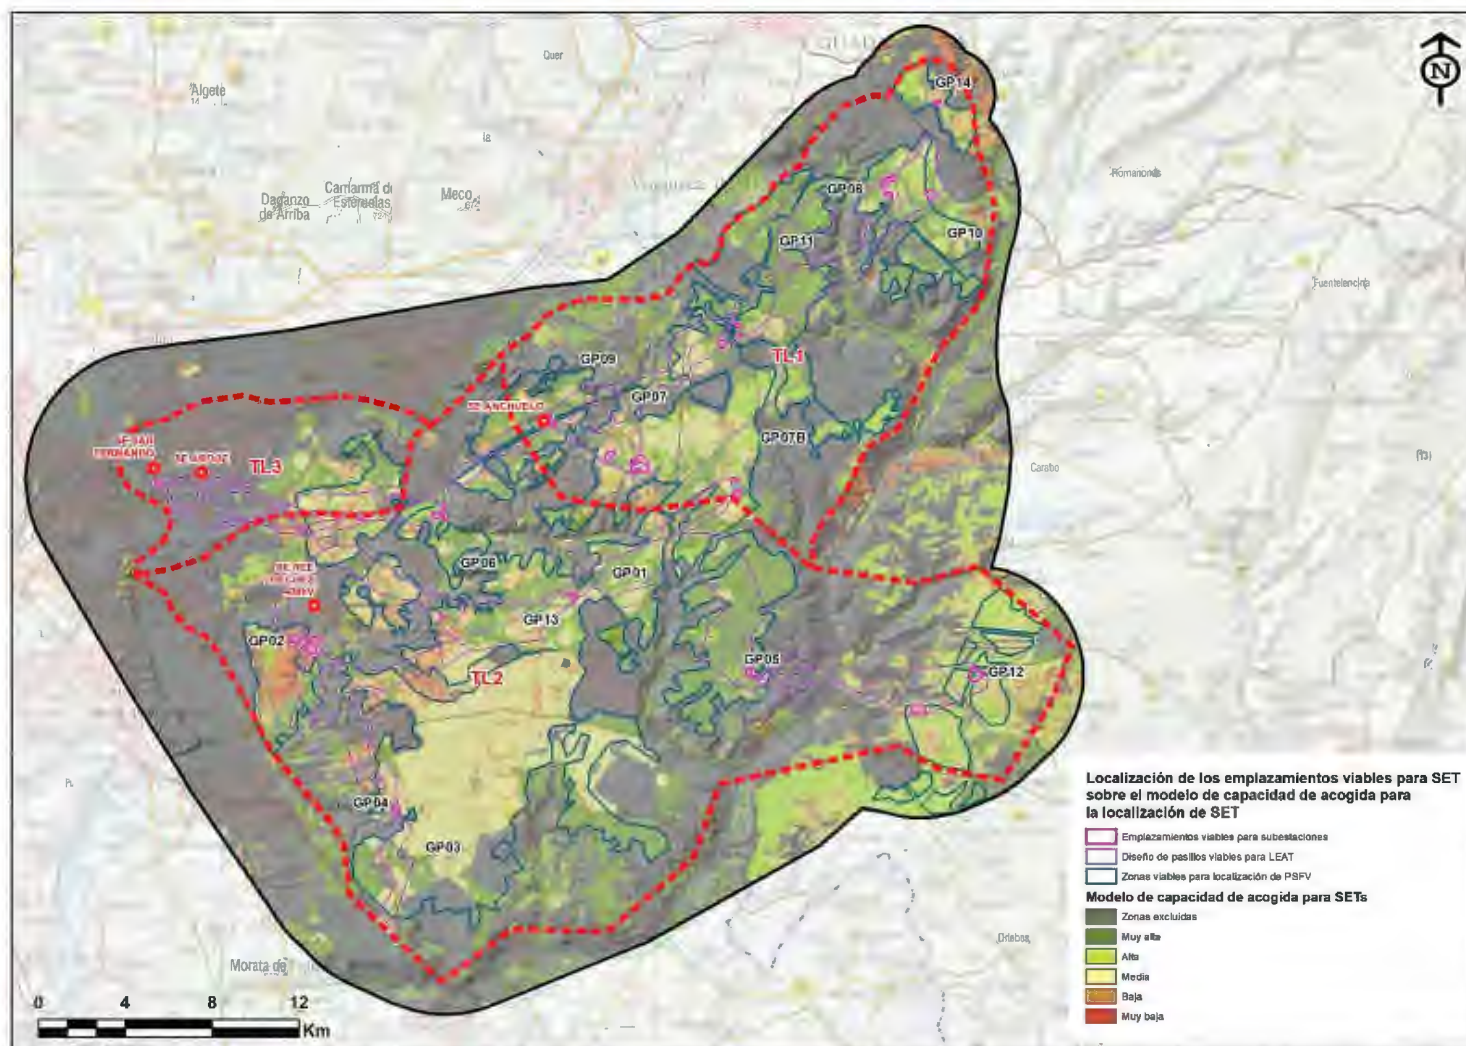 Quer
GUAD
N
Algete
GP14
la
Romanones
Camarma de
Esteruelas
Daganzo
de Arriba
Meco
GP08
GP11
GP10
Fuentelencina
TL1
GP09
SE ANCHUELO
GP07
GP07B
SE SAN
FERNANDO
TL3
Carabo
GP06
GP01
GP13
GP02
GP05
GP12
TL2
GP04
GP03
Morata de
Driebes
0 4 8 12
Km
Localización de los emplazamientos viables para SET
sobre el modelo de capacidad de acogida para
la localización de SET
Emplazamientos viables para subestaciones
Diseño de pasillos viables para LEAT
Zonas viables para localización de PSFV
Modelo de capacidad de acogida para SETs
Zonas excluidas
Muy alta
Alta
Media
Baja
Muy baja